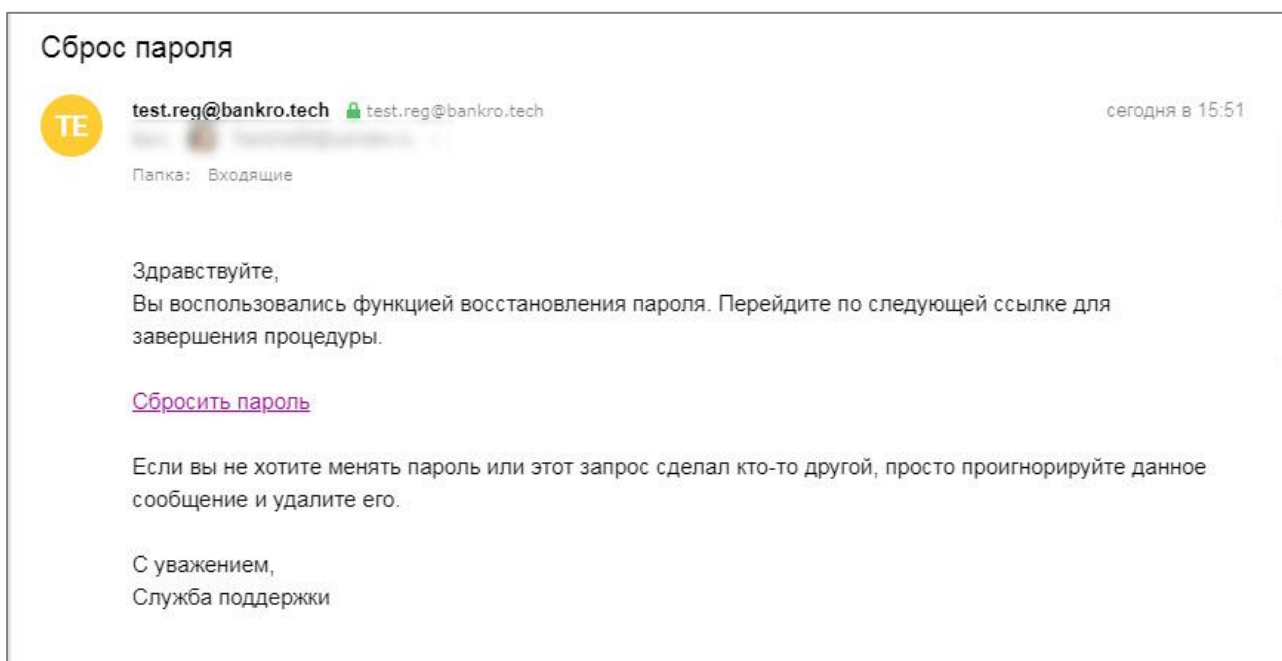 Сброс пароля
TE
test.reg@bankro.tech test.reg@bankro.tech
сегодня в 15:51
Папка: Входящие
Здравствуйте,
Вы воспользовались функцией восстановления пароля. Перейдите по следующей ссылке для
завершения процедуры.
Сбросить пароль
Если вы не хотите менять пароль или этот запрос сделал кто-то другой, просто проигнорируйте данное
сообщение и удалите его.
С уважением,
Служба поддержки